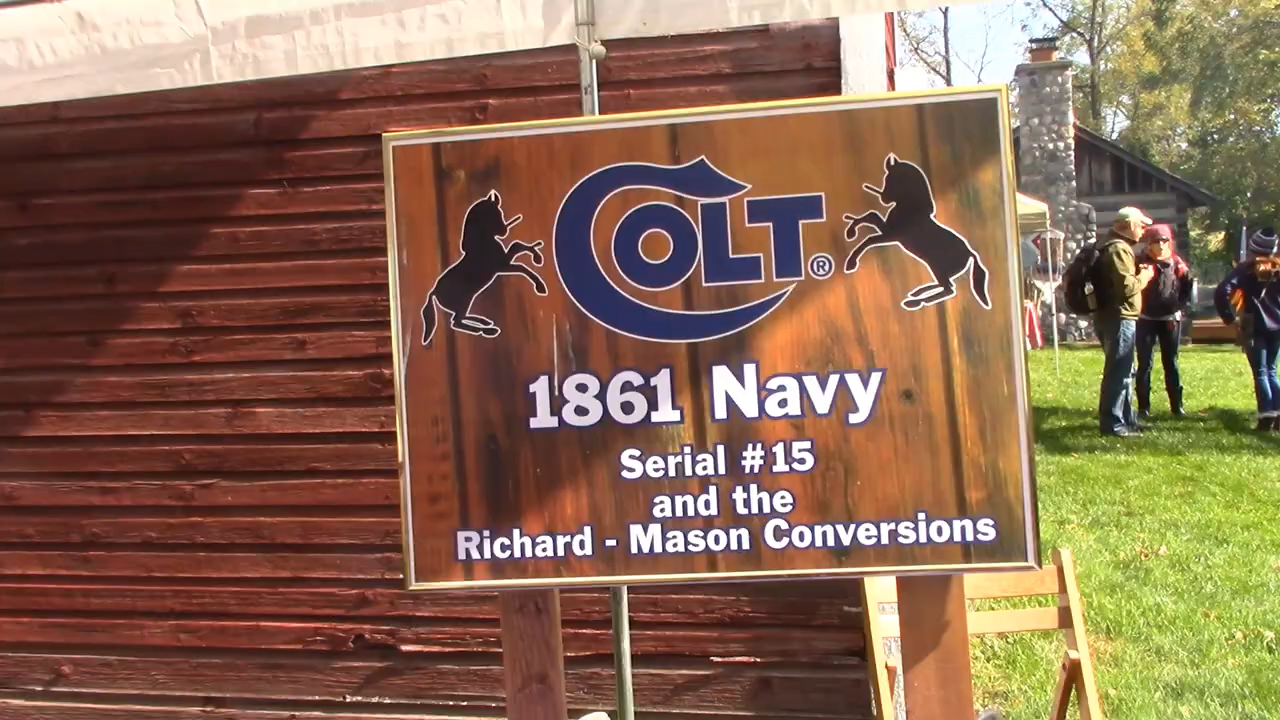 COLT®
1861 Navy
Serial #15
and the
Richard - Mason Conversions